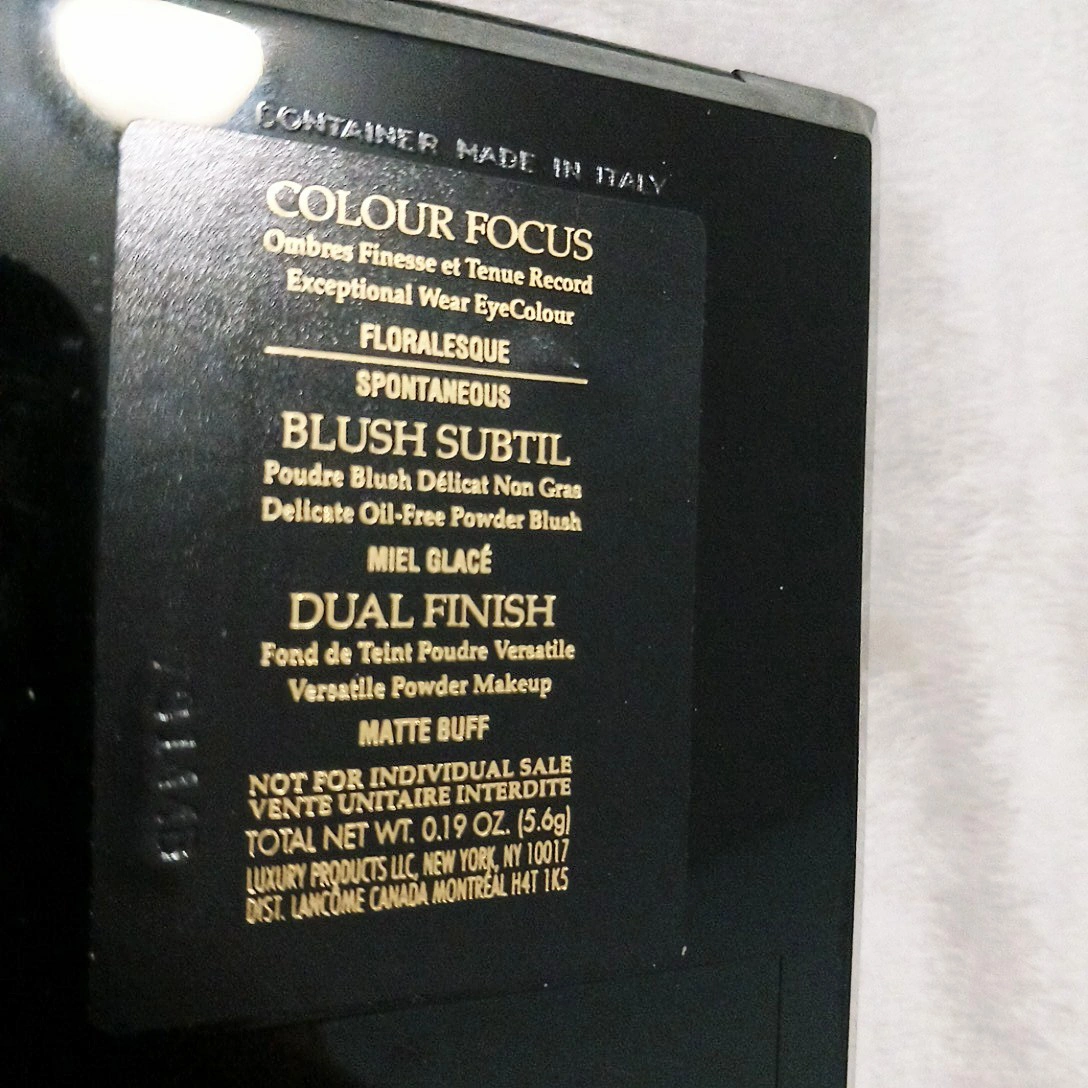 CONTAINER MADE IN ITALY
COLOUR FOCUS
Ombres Finesse et Tenue Record
Exceptional Wear EyeColour
FLORALESQUE
SPONTANEOUS
BLUSH SUBTIL
Poudre Blush Délicat Non Gras
Delicate Oil-Free Powder Blush
MIEL GLACÉ
DUAL FINISH
Fond de Teint Poudre Versatile
Versatile Powder Makeup
MATTE BUFF
NOT FOR INDIVIDUAL SALE
VENTE UNITAIRE INTERDITE
TOTAL NET WT. 0.19 OZ. (5.6g)
LUXURY PRODUCTS LLC, NEW YORK, NY 10017
DIST. LANCÔME CANADA MONTRÉAL H4T 1K5